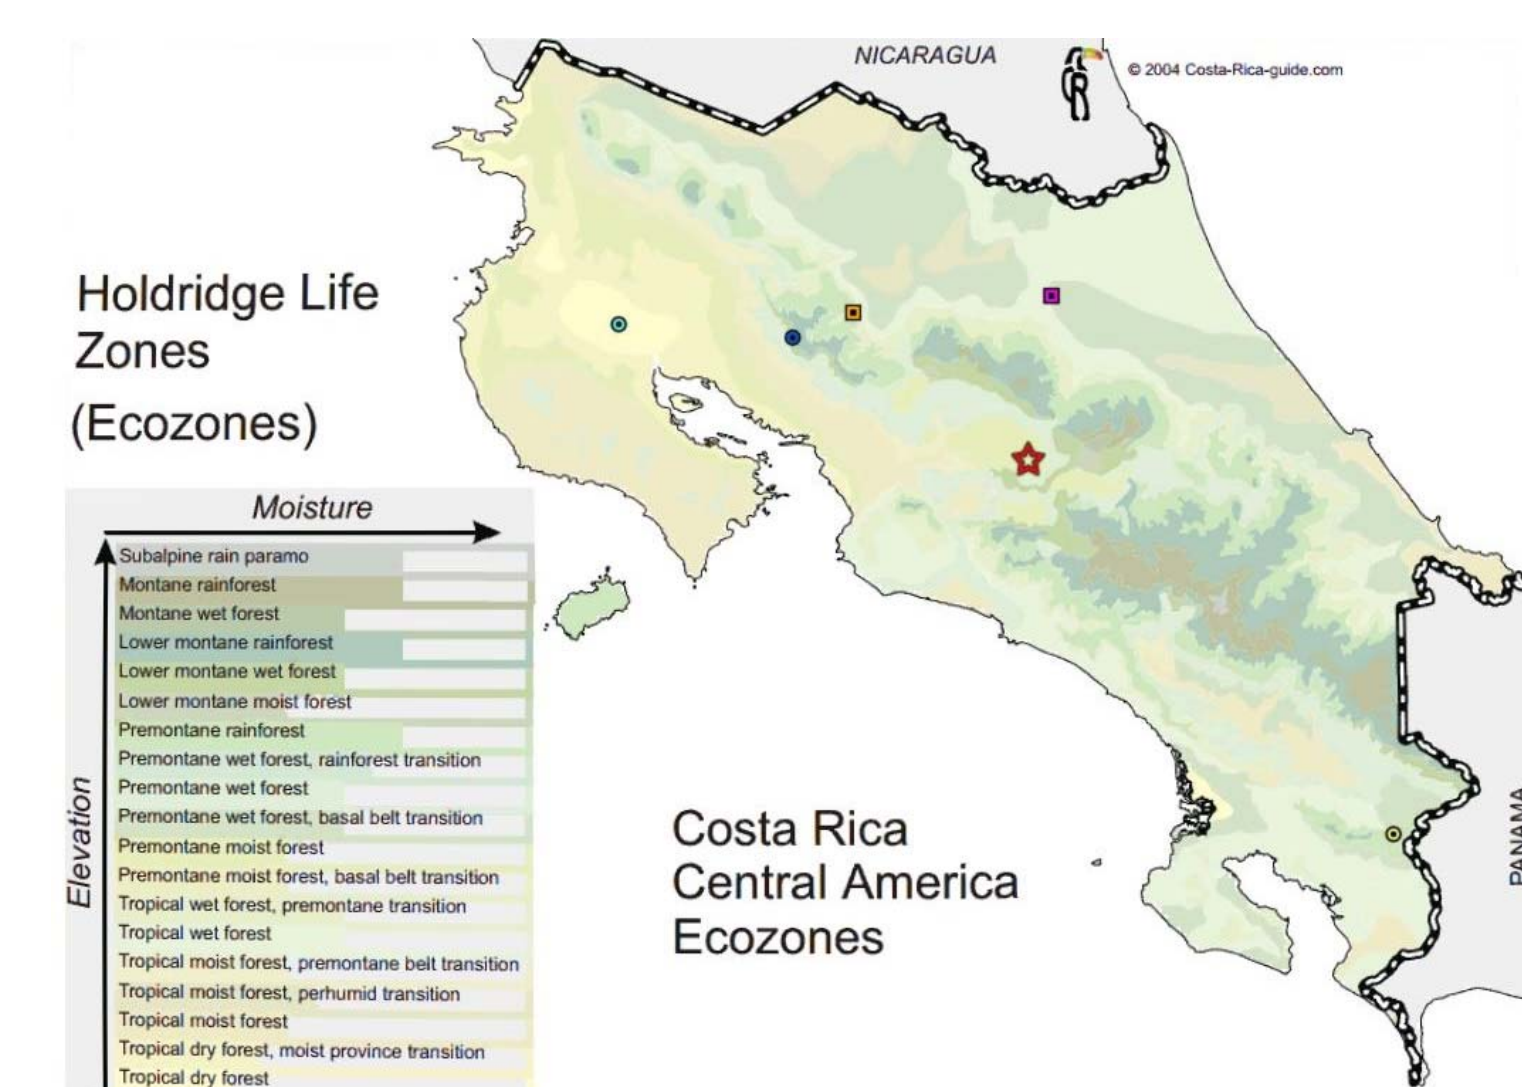 NICARAGUA
© 2004 Costa-Rica-guide.com
Holdridge Life
Zones
(Ecozones)
Moisture
Subalpine rain paramo
Montane rainforest
Montane wet forest
Lower montane rainforest
Lower montane wet forest
Lower montane moist forest
Premontane rainforest
Premontane wet forest, rainforest transition
Premontane wet forest
Premontane wet forest, basal belt transition
Premontane moist forest
Premontane moist forest, basal belt transition
Tropical wet forest, premontane transition
Tropical wet forest
Tropical moist forest, premontane belt transition
Tropical moist forest, perhumid transition
Tropical moist forest
Tropical dry forest, moist province transition
Tropical dry forest
Elevation
Costa Rica
Central America
Ecozones
PANAMA